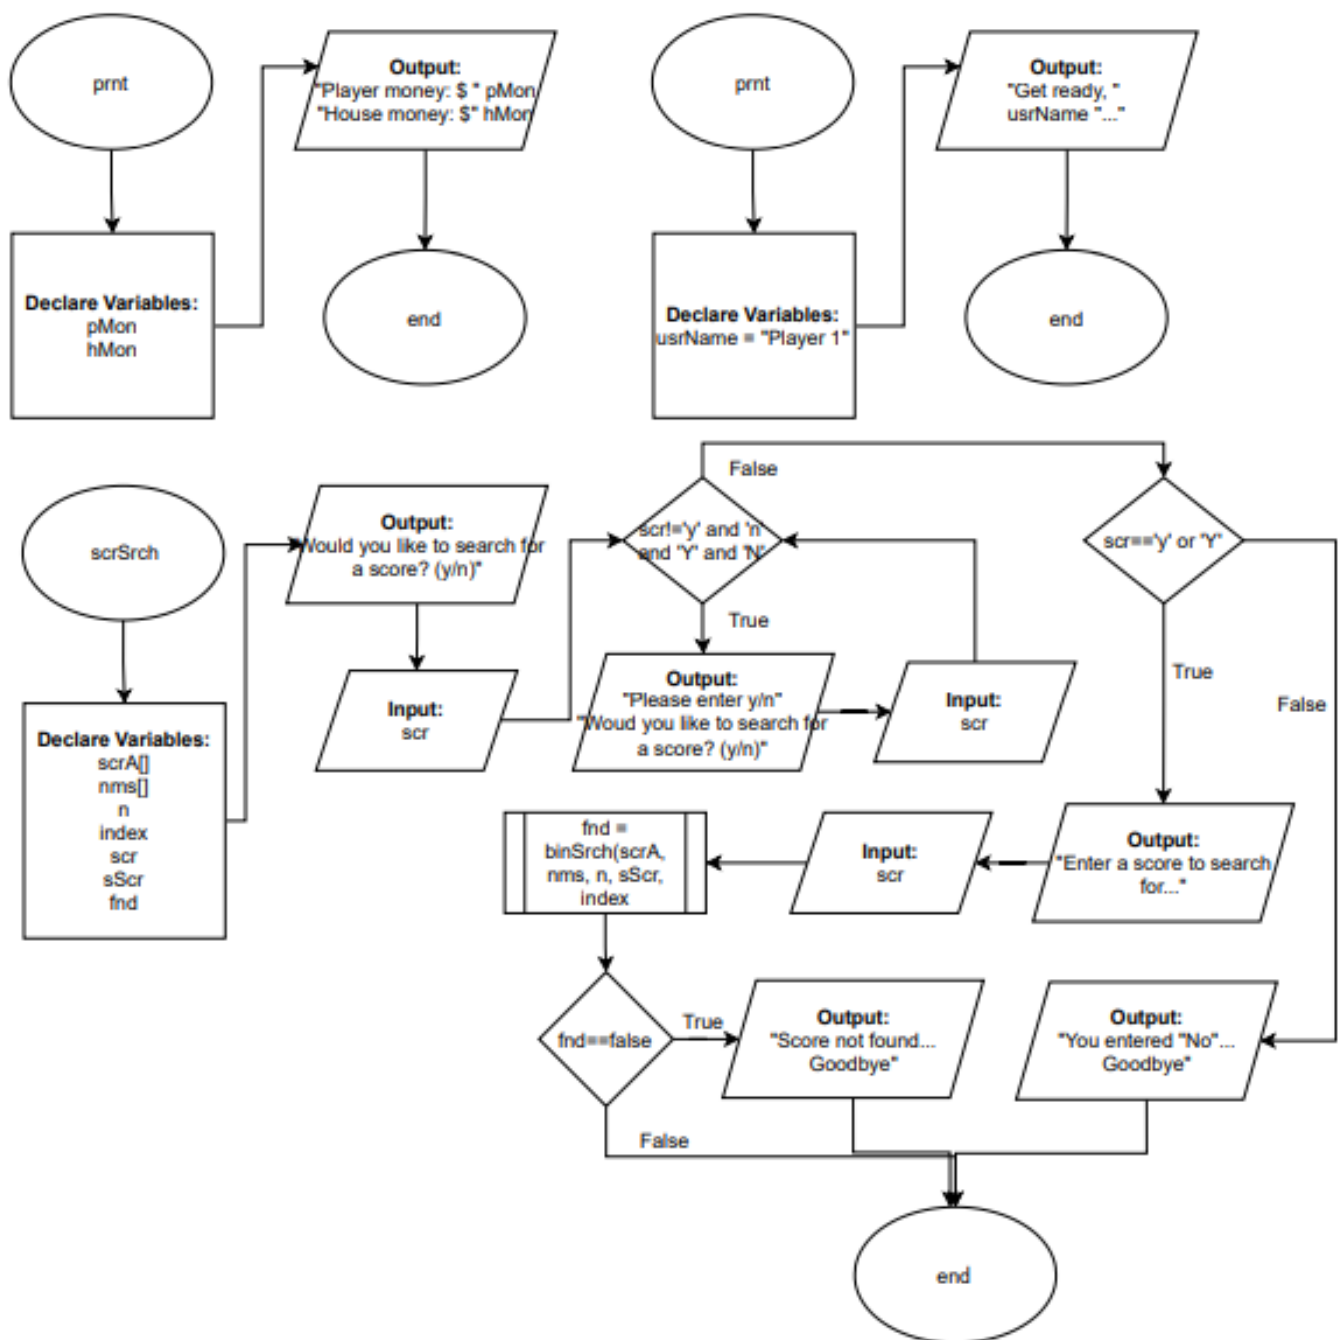 prnt
Output:
"Player money: $ " pMon
"House money: $" hMon
Declare Variables:
pMon
hMon
end
prnt
Output:
"Get ready, "
usrName "..."
Declare Variables:
usrName = "Player 1"
end
scrSrch
Declare Variables:
scrA[]
nms[]
n
index
scr
sScr
fnd
Output:
Would you like to search for
a score? (y/n)"
Input:
scr
scr!='y' and 'n'
and 'Y' and 'N'
False
True
Output:
"Please enter y/n"
"Woud you like to search for
a score? (y/n)"
Input:
scr
scr=='y' or 'Y'
True
False
Output:
"Enter a score to search
for..."
Input:
scr
fnd =
binSrch(scrA,
nms, n, sScr,
index
fnd==false
True
False
Output:
"Score not found...
Goodbye"
Output:
"You entered "No"...
Goodbye"
end